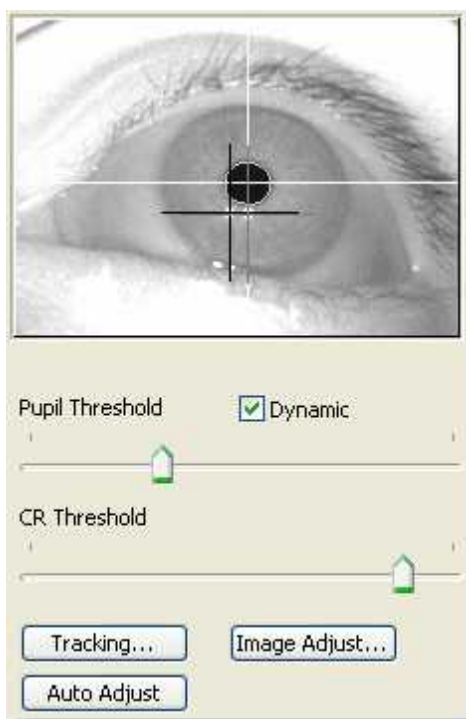 Pupil Threshold Dynamic
CR Threshold
Tracking... Image Adjust...
Auto Adjust